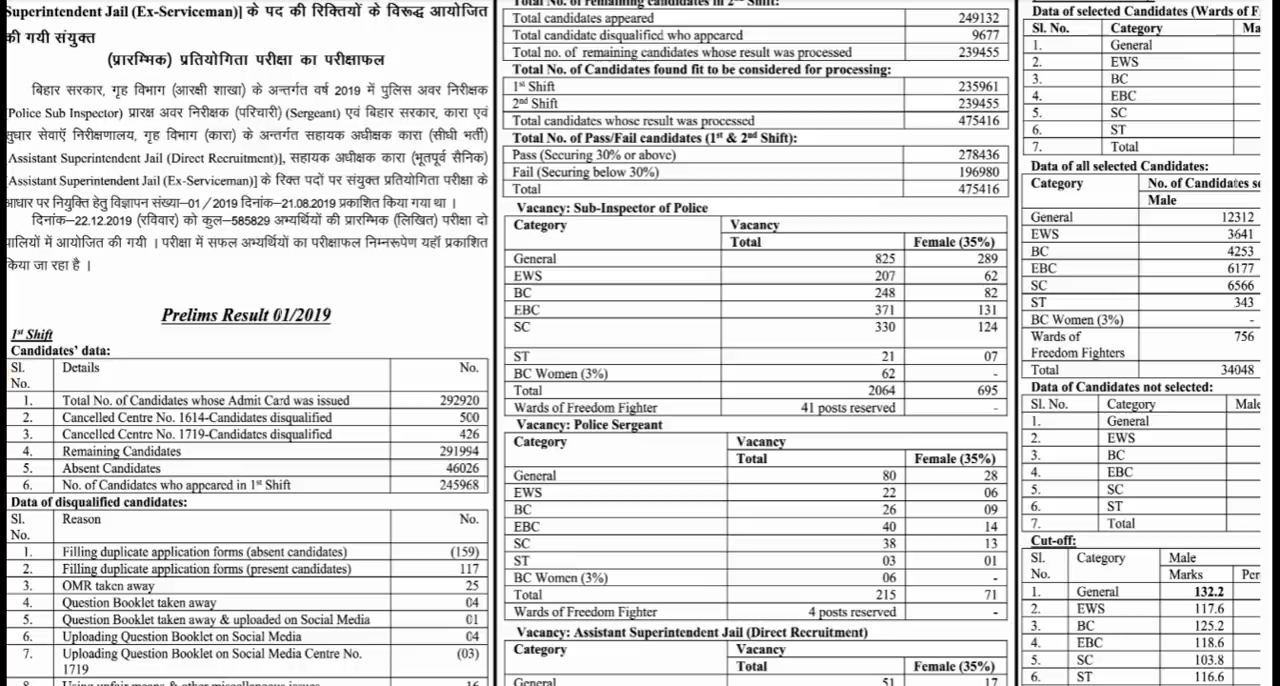 Superintendent Jail (Ex-Serviceman)] के पद की रिक्तियों के विरूद्ध आयोजित
की गयी संयुक्त
(प्रारम्भिक) प्रतियोगिता परीक्षा का परीक्षाफल
बिहार सरकार, गृह विभाग (आरक्षी शाखा) के अन्तर्गत वर्ष 2019 में पुलिस अवर निरीक्षक
[Police Sub Inspector) प्रारक्ष अवर निरीक्षक (परिचारी) (Sergeant) एवं बिहार सरकार, कारा एवं
सुधार सेवाएँ निरीक्षणालय, गृह विभाग (कारा) के अन्तर्गत सहायक अधीक्षक कारा (सीधी भर्ती)
[Assistant Superintendent Jail (Direct Recruitment)], सहायक अधीक्षक कारा (भूतपूर्व सैनिक)
[Assistant Superintendent Jail (Ex-Serviceman)] के रिक्त पदों पर संयुक्त प्रतियोगिता परीक्षा के
आधार पर नियुक्ति हेतु विज्ञापन संख्या–01 / 2019 दिनांक–21.08.2019 प्रकाशित किया गया था ।
दिनांक–22.12.2019 (रविवार) को कुल–585829 अभ्यर्थियों की प्रारम्भिक (लिखित) परीक्षा दो
पालियों में आयोजित की गयी । परीक्षा में सफल अभ्यर्थियों का परीक्षाफल निम्नरूपेण यहाँ प्रकाशित
किया जा रहा है ।
Prelims Result 01/2019
1st Shift
Candidates' data:
Sl. No. Details No.
1. Total No. of Candidates whose Admit Card was issued 292920
2. Cancelled Centre No. 1614-Candidates disqualified 500
3. Cancelled Centre No. 1719-Candidates disqualified 426
4. Remaining Candidates 291994
5. Absent Candidates 46026
6. No. of Candidates who appeared in 1st Shift 245968
Data of disqualified candidates:
Sl. No. Reason No.
1. Filling duplicate application forms (absent candidates) (159)
2. Filling duplicate application forms (present candidates) 117
3. OMR taken away 25
4. Question Booklet taken away 04
5. Question Booklet taken away & uploaded on Social Media 01
6. Uploading Question Booklet on Social Media 04
7. Uploading Question Booklet on Social Media Centre No. (03)
1719
8. Using unfair means & other miscellaneous issues 16
Total No. of remaining candidates in 2nd Shift:
Total candidates appeared 249132
Total candidate disqualified who appeared 9677
Total no. of remaining candidates whose result was processed 239455
Total No. of Candidates found fit to be considered for processing:
1st Shift 235961
2nd Shift 239455
Total candidates whose result was processed 475416
Total No. of Pass/Fail candidates (1st & 2nd Shift):
Pass (Securing 30% or above) 278436
Fail (Securing below 30%) 196980
Total 475416
Vacancy: Sub-Inspector of Police
Category Vacancy
Total Female (35%)
General 825 289
EWS 207 62
BC 248 82
EBC 371 131
SC 330 124
ST 21 07
BC Women (3%) 62 -
Total 2064 695
Wards of Freedom Fighter 41 posts reserved -
Vacancy: Police Sergeant
Category Vacancy
Total Female (35%)
General 80 28
EWS 22 06
BC 26 09
EBC 40 14
SC 38 13
ST 03 01
BC Women (3%) 06 -
Total 215 71
Wards of Freedom Fighter 4 posts reserved -
Vacancy: Assistant Superintendent Jail (Direct Recruitment)
Category Vacancy
Total Female (35%)
General 51 17
Data of selected Candidates (Wards of F
Sl. No. Category Ma
1. General
2. EWS
3. BC
4. EBC
5. SC
6. ST
7. Total
Data of all selected Candidates:
Category No. of Candidates se
Male
General 12312
EWS 3641
BC 4253
EBC 6177
SC 6566
ST 343
BC Women (3%) -
Wards of 756
Freedom Fighters
Total 34048
Data of Candidates not selected:
Sl. No. Category Male
1. General
2. EWS
3. BC
4. EBC
5. SC
6. ST
7. Total
Cut-off:
Sl. No. Category Male
Marks Per
1. General 132.2
2. EWS 117.6
3. BC 125.2
4. EBC 118.6
5. SC 103.8
6. ST 116.6